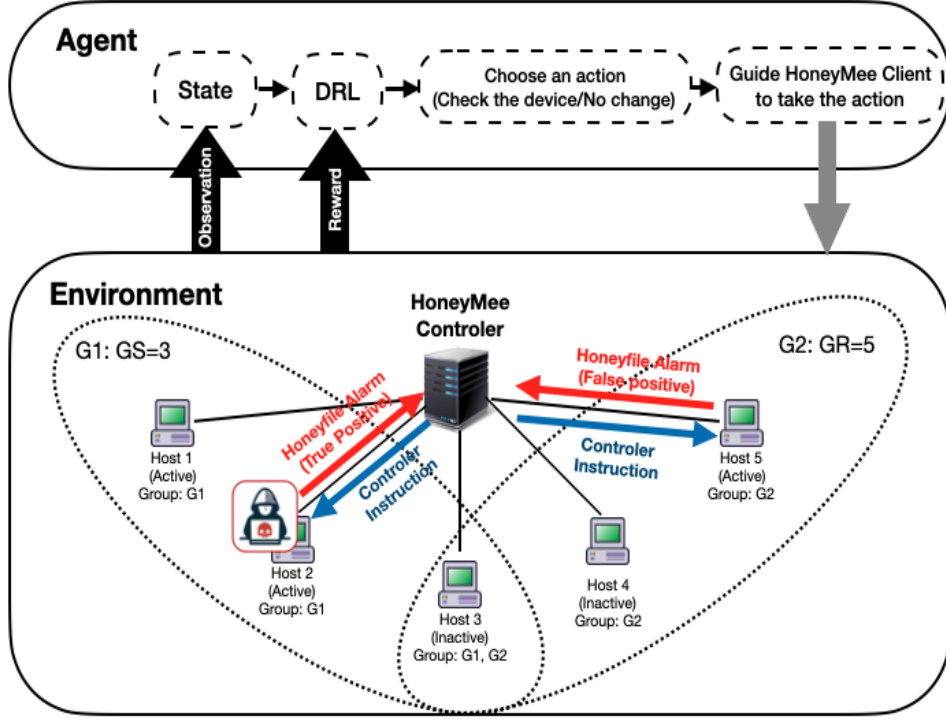 Agent
State
DRL
Choose an action
(Check the device/No change)
Guide HoneyMee Client
to take the action
Observation
Reward
Environment
HoneyMee
Controler
G1: GS=3
G2: GR=5
Honeyfile Alarm
(True Positive)
Honeyfile Alarm
(False positive)
Controler
Instruction
Controler
Instruction
Host 1
(Active)
Group: G1
Host 2
(Active)
Group: G1
Host 3
(Inactive)
Group: G1, G2
Host 4
(Inactive)
Group: G2
Host 5
(Active)
Group: G2